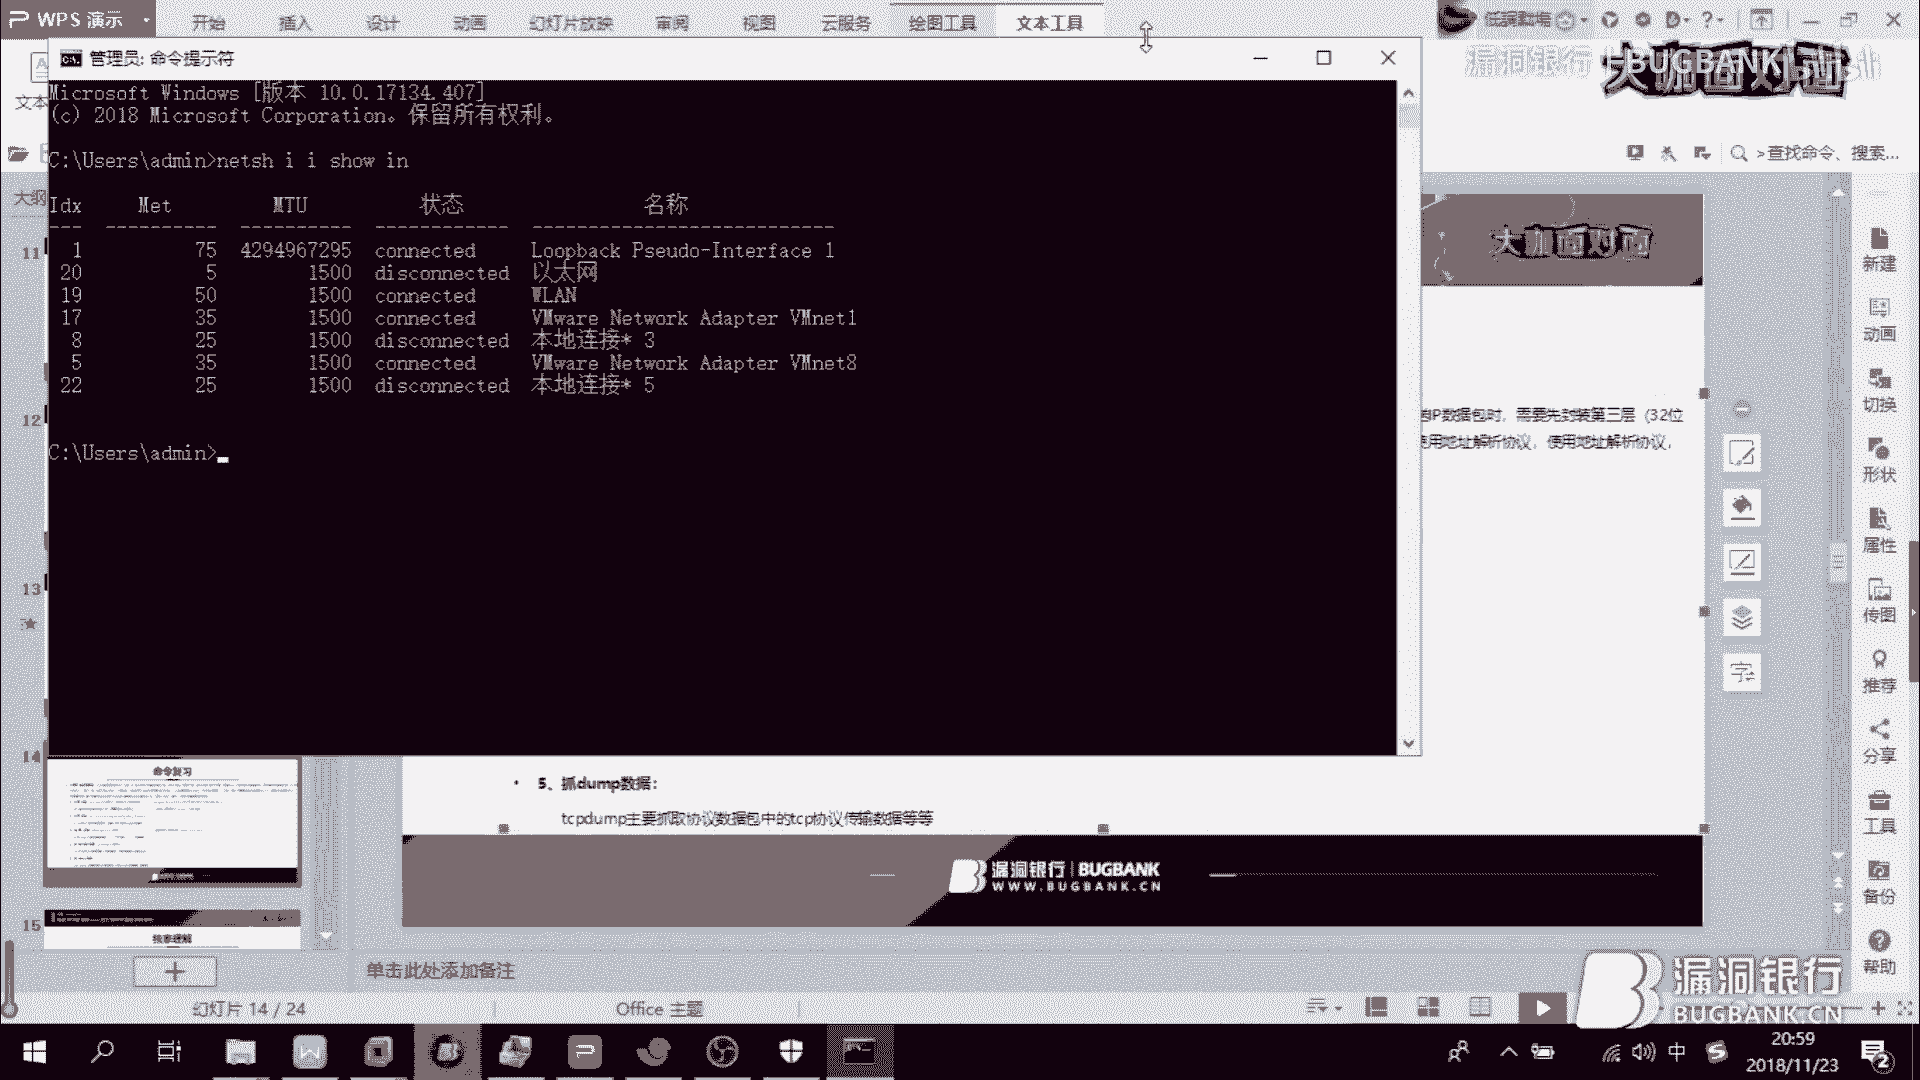 WPS 演示
开始
插入
设计
动画
幻灯片放映
审阅
视图
云服务
绘图工具
文本工具
漏洞银行
BUGBANK
大咖面对面
管理员: 命令提示符
Microsoft Windows [版本 10.0.17134.407]
(c) 2018 Microsoft Corporation。保留所有权利。
C:\Users\admin>netsh i i show in
Idx Met MTU 状态 名称
--- ---------- ---------- ------------ ---------------------------
1 75 4294967295 connected Loopback Pseudo-Interface 1
20 5 1500 disconnected 以太网
19 50 1500 connected WLAN
17 35 1500 connected VMware Network Adapter VMnet1
8 25 1500 disconnected 本地连接* 3
5 35 1500 connected VMware Network Adapter VMnet8
22 25 1500 disconnected 本地连接* 5
C:\Users\admin>
查找命令、搜索...
大纲
大咖面对面
IP数据包时，需要先封装第三层（32位
用地址解析协议，使用地址解析协议，
11
12
13
14
命令复习
15
新建
动画
切换
形状
属性
传图
推荐
分享
工具
备份
帮助
• 5、抓dump数据：
tcpdump主要抓取协议数据包中的tcp协议传输数据等等
漏洞银行 | BUGBANK
WWW.BUGBANK.CN
单击此处添加备注
幻灯片 14 / 24
Office 主题
漏洞银行
BUGBANK.CN
中
20:59
2018/11/23
2